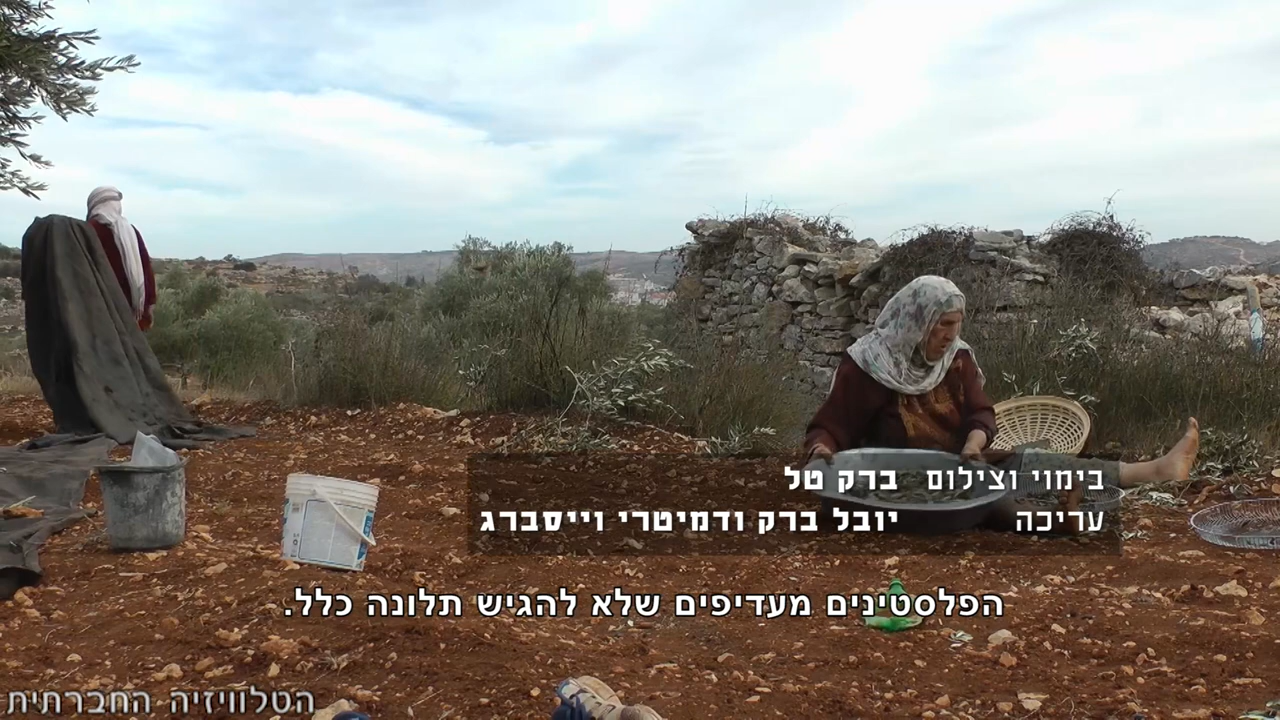 בימוי וצילום ברק טל
עריכה יובל ברק ודמיטרי וייסברג
הפלסטינים מעדיפים שלא להגיש תלונה כלל.
הטלוויזיה החברתית